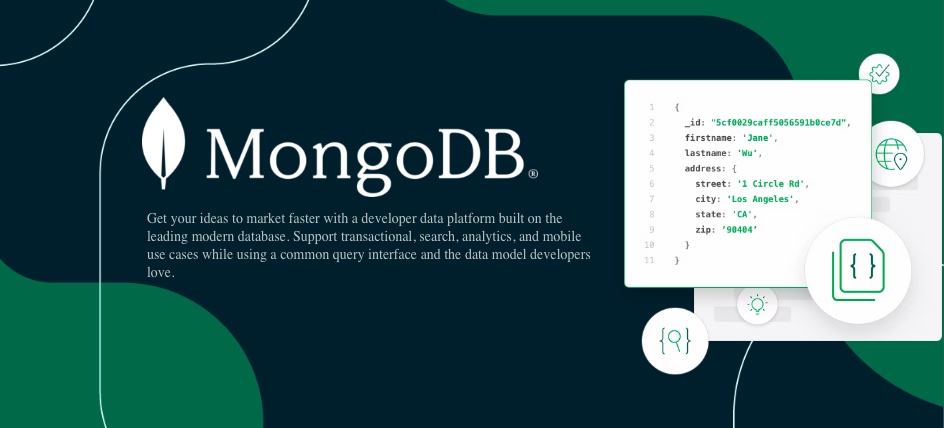 MongoDB®
Get your ideas to market faster with a developer data platform built on the
leading modern database. Support transactional, search, analytics, and mobile
use cases while using a common query interface and the data model developers
love.
1 {
2 _id: "5cf0029caff5056591b0ce7d",
3 firstname: 'Jane',
4 lastname: 'Wu',
5 address: {
6 street: '1 Circle Rd',
7 city: 'Los Angeles',
8 state: 'CA',
9 zip: ‘90404’
10 }
11 }
{ }
{ }